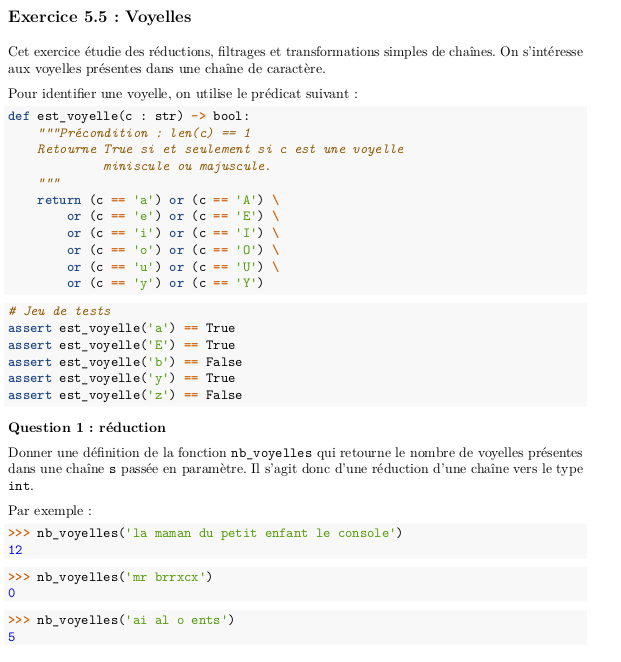 Exercice 5.5 : Voyelles
Cet exercice étudie des réductions, filtrages et transformations simples de chaînes. On s'intéresse
aux voyelles présentes dans une chaîne de caractère.
Pour identifier une voyelle, on utilise le prédicat suivant :
def est_voyelle(c : str) -> bool:
    """Précondition : len(c) == 1
    Retourne True si et seulement si c est une voyelle
             miniscule ou majuscule.
    """
    return (c == 'a') or (c == 'A') \
        or (c == 'e') or (c == 'E') \
        or (c == 'i') or (c == 'I') \
        or (c == 'o') or (c == 'O') \
        or (c == 'u') or (c == 'U') \
        or (c == 'y') or (c == 'Y')
# Jeu de tests
assert est_voyelle('a') == True
assert est_voyelle('E') == True
assert est_voyelle('b') == False
assert est_voyelle('y') == True
assert est_voyelle('z') == False
Question 1 : réduction
Donner une définition de la fonction nb_voyelles qui retourne le nombre de voyelles présentes
dans une chaîne s passée en paramètre. Il s'agit donc d'une réduction d'une chaîne vers le type
int.
Par exemple :
>>> nb_voyelles('la maman du petit enfant le console')
12
>>> nb_voyelles('mr brrxcx')
0
>>> nb_voyelles('ai al o ents')
5